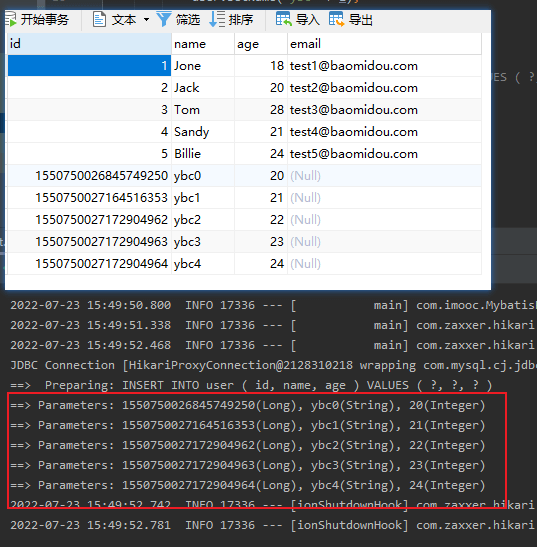 开始事务 文本 筛选 排序 导入 导出
id name age email
1 Jone 18 test1@baomidou.com
2 Jack 20 test2@baomidou.com
3 Tom 28 test3@baomidou.com
4 Sandy 21 test4@baomidou.com
5 Billie 24 test5@baomidou.com
1550750026845749250 ybc0 20 (Null)
1550750027164516353 ybc1 21 (Null)
1550750027172904962 ybc2 22 (Null)
1550750027172904963 ybc3 23 (Null)
1550750027172904964 ybc4 24 (Null)
2022-07-23 15:49:50.800 INFO 17336 --- [ main] com.imooc.Mybatis
2022-07-23 15:49:51.338 INFO 17336 --- [ main] com.zaxxer.hikari
2022-07-23 15:49:52.468 INFO 17336 --- [ main] com.zaxxer.hikari
JDBC Connection [HikariProxyConnection@2128310218 wrapping com.mysql.cj.jdb
==> Preparing: INSERT INTO user ( id, name, age ) VALUES ( ?, ?, ? )
==> Parameters: 1550750026845749250(Long), ybc0(String), 20(Integer)
==> Parameters: 1550750027164516353(Long), ybc1(String), 21(Integer)
==> Parameters: 1550750027172904962(Long), ybc2(String), 22(Integer)
==> Parameters: 1550750027172904963(Long), ybc3(String), 23(Integer)
==> Parameters: 1550750027172904964(Long), ybc4(String), 24(Integer)
2022-07-23 15:49:52.742 INFO 17336 --- [ionShutdownHook] com.zaxxer.hikari
2022-07-23 15:49:52.781 INFO 17336 --- [ionShutdownHook] com.zaxxer.hikari